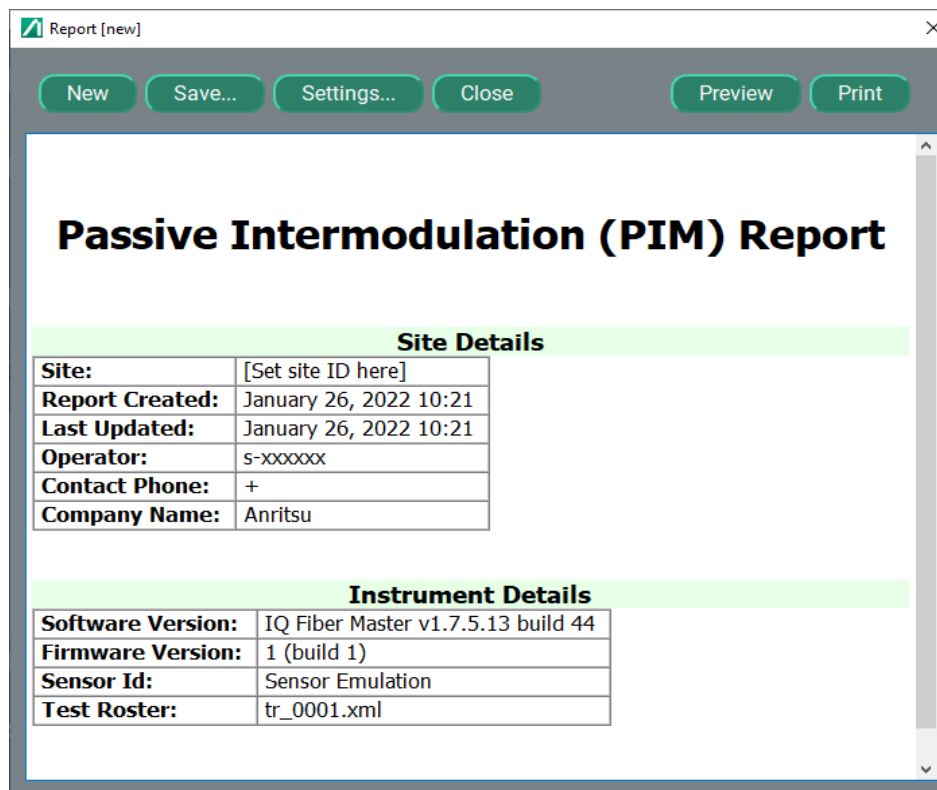 Report [new]
New Save... Settings... Close Preview Print
Passive Intermodulation (PIM) Report
Site Details
Site: [Set site ID here]
Report Created: January 26, 2022 10:21
Last Updated: January 26, 2022 10:21
Operator: s-xxxxxx
Contact Phone: +
Company Name: Anritsu
Instrument Details
Software Version: IQ Fiber Master v1.7.5.13 build 44
Firmware Version: 1 (build 1)
Sensor Id: Sensor Emulation
Test Roster: tr_0001.xml